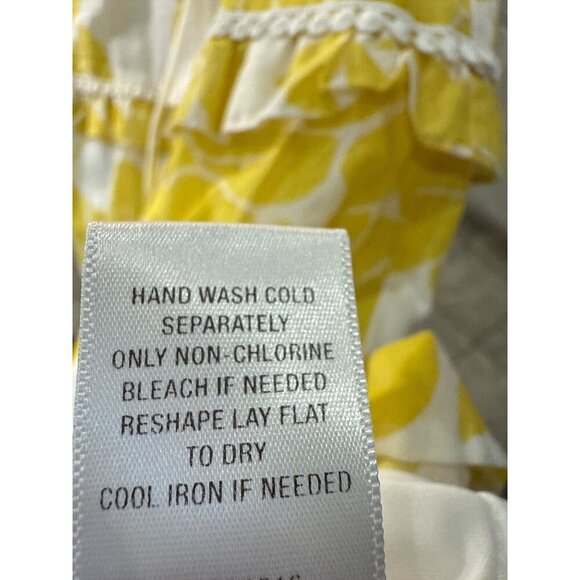 HAND WASH COLD
SEPARATELY
ONLY NON-CHLORINE
BLEACH IF NEEDED
RESHAPE LAY FLAT
TO DRY
COOL IRON IF NEEDED